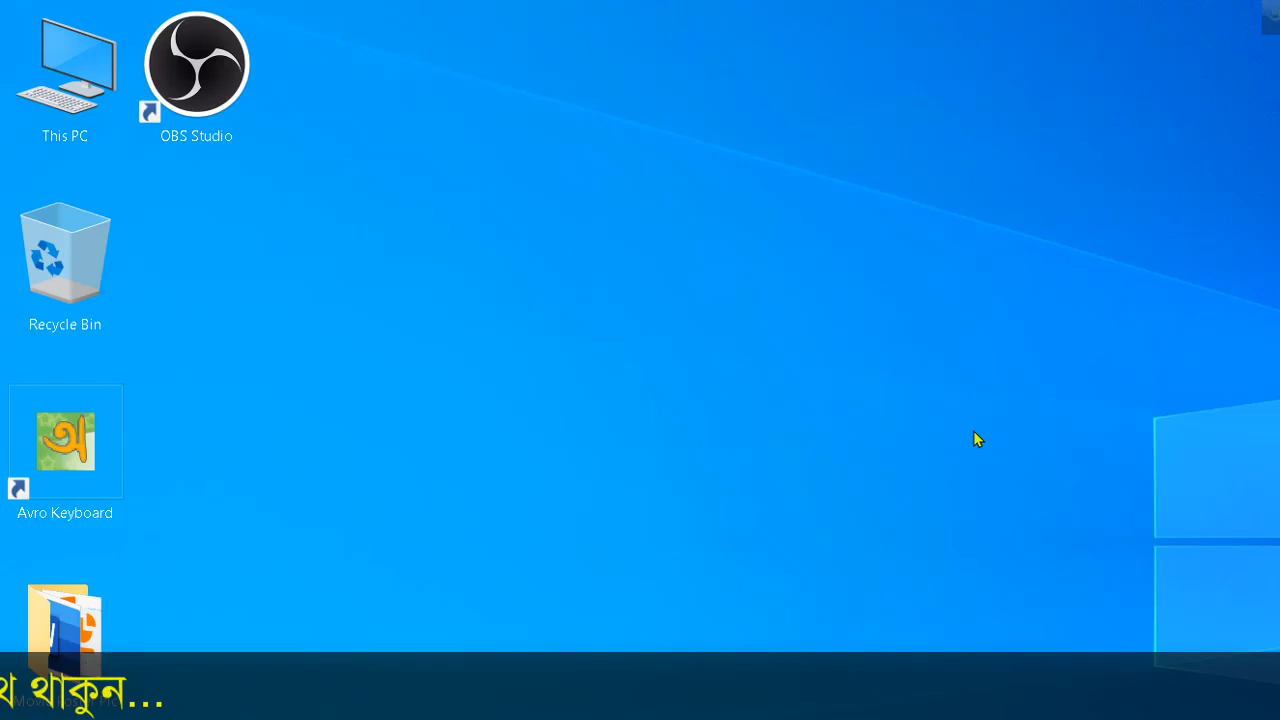 This PC
OBS Studio
Recycle Bin
অ
Avro Keyboard
থাকুন...